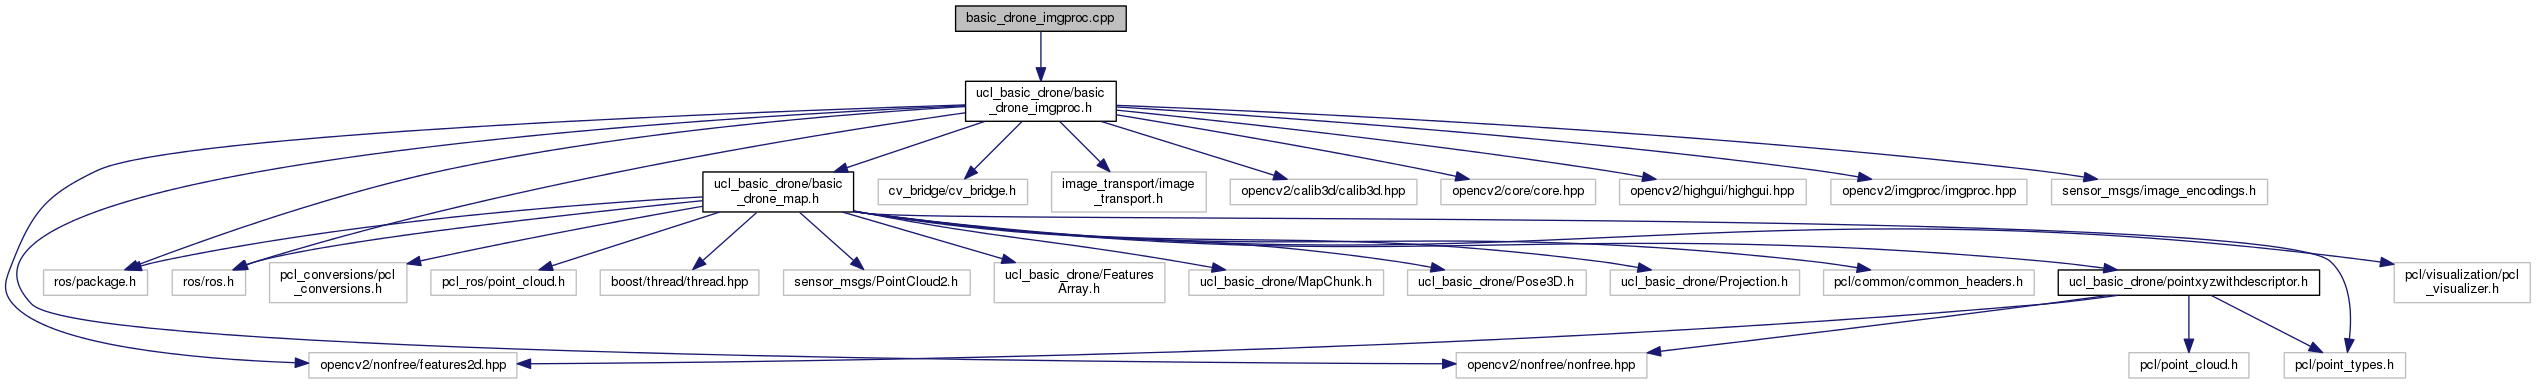 basic_drone_imgproc.cpp
ucl_basic_drone/basic
_drone_imgproc.h
ucl_basic_drone/basic
_drone_map.h
cv_bridge/cv_bridge.h
image_transport/image
_transport.h
opencv2/calib3d/calib3d.hpp
opencv2/core/core.hpp
opencv2/highgui/highgui.hpp
opencv2/imgproc/imgproc.hpp
sensor_msgs/image_encodings.h
ros/package.h
ros/ros.h
pcl_conversions/pcl
_conversions.h
pcl_ros/point_cloud.h
boost/thread/thread.hpp
sensor_msgs/PointCloud2.h
ucl_basic_drone/Features
Array.h
ucl_basic_drone/MapChunk.h
ucl_basic_drone/Pose3D.h
ucl_basic_drone/Projection.h
pcl/common/common_headers.h
ucl_basic_drone/pointxyzwithdescriptor.h
pcl/visualization/pcl
_visualizer.h
opencv2/nonfree/features2d.hpp
opencv2/nonfree/nonfree.hpp
pcl/point_cloud.h
pcl/point_types.h